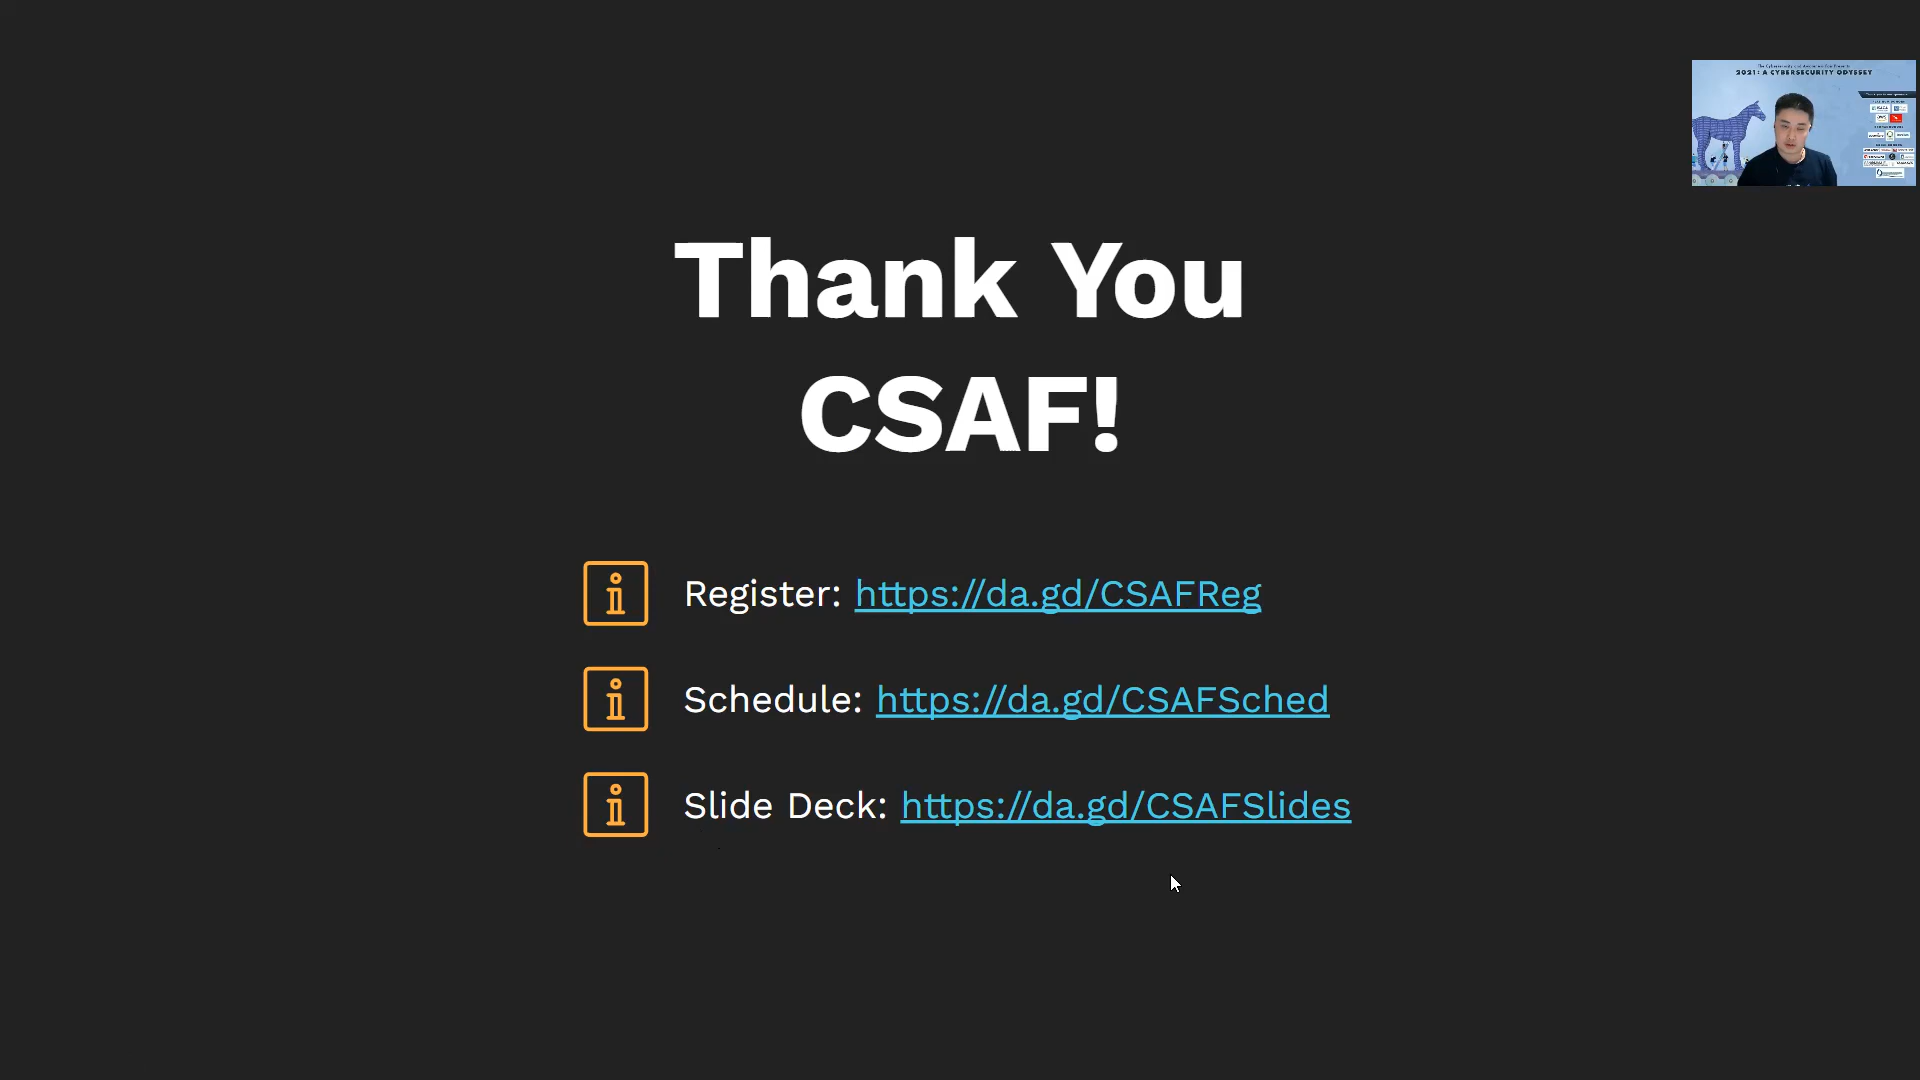 2021: A CYBERSECURITY ODYSSEY
Thank You
CSAF!
Register: https://da.gd/CSAFReg
Schedule: https://da.gd/CSAFSched
Slide Deck: https://da.gd/CSAFSlides